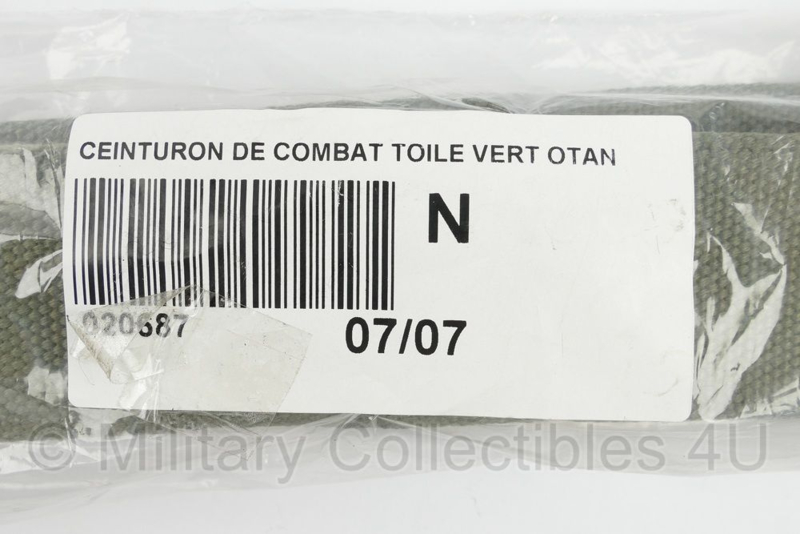 CEINTURON DE COMBAT TOILE VERT OTAN
N
020687 07/07
© Military Collectibles 4U